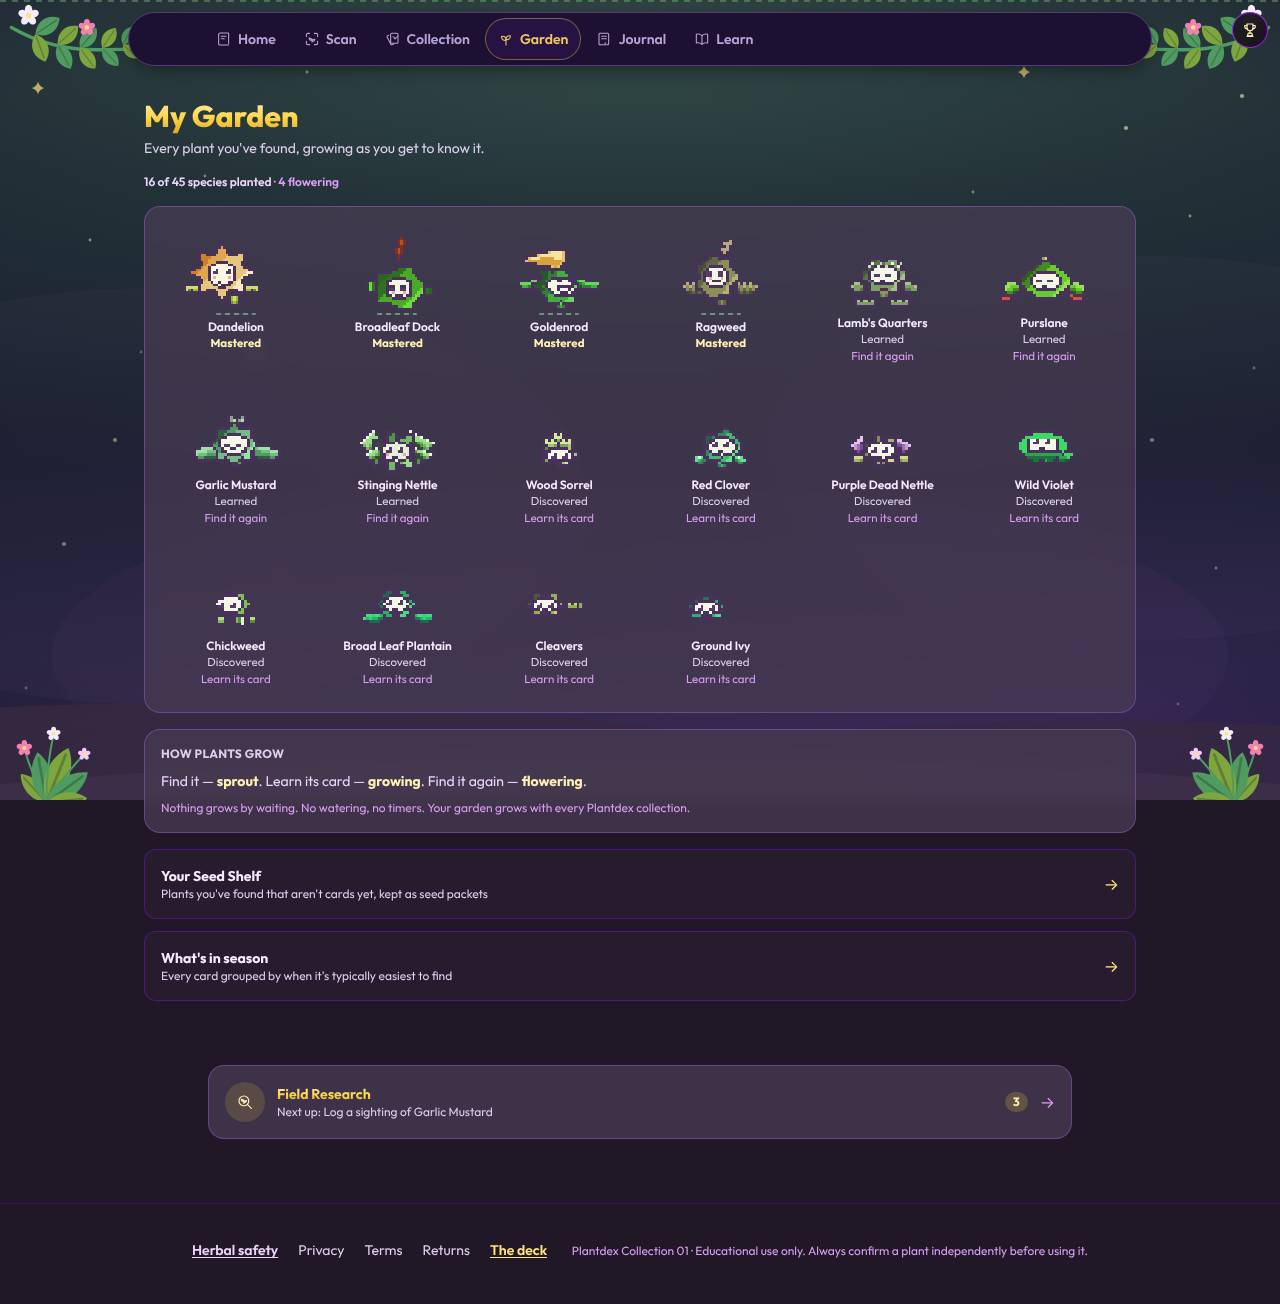 Home Scan Collection Garden Journal Learn
My Garden
Every plant you've found, growing as you get to know it.
16 of 45 species planted · 4 flowering
Dandelion Broadleaf Dock Goldenrod Ragweed Lamb's Quarters Purslane
Mastered Mastered Mastered Mastered Learned Learned
Find it again Find it again
Garlic Mustard Stinging Nettle Wood Sorrel Red Clover Purple Dead Nettle Wild Violet
Learned Learned Discovered Discovered Discovered Discovered
Find it again Find it again Learn its card Learn its card Learn its card Learn its card
Chickweed Broad Leaf Plantain Cleavers Ground Ivy
Discovered Discovered Discovered Discovered
Learn its card Learn its card Learn its card Learn its card
HOW PLANTS GROW
Find it — sprout. Learn its card — growing. Find it again — flowering.
Nothing grows by waiting. No watering, no timers. Your garden grows with every Plantdex collection.
Your Seed Shelf
Plants you've found that aren't cards yet, kept as seed packets
What's in season
Every card grouped by when it's typically easiest to find
Field Research
Next up: Log a sighting of Garlic Mustard
3
Herbal safety Privacy Terms Returns The deck Plantdex Collection 01 · Educational use only. Always confirm a plant independently before using it.